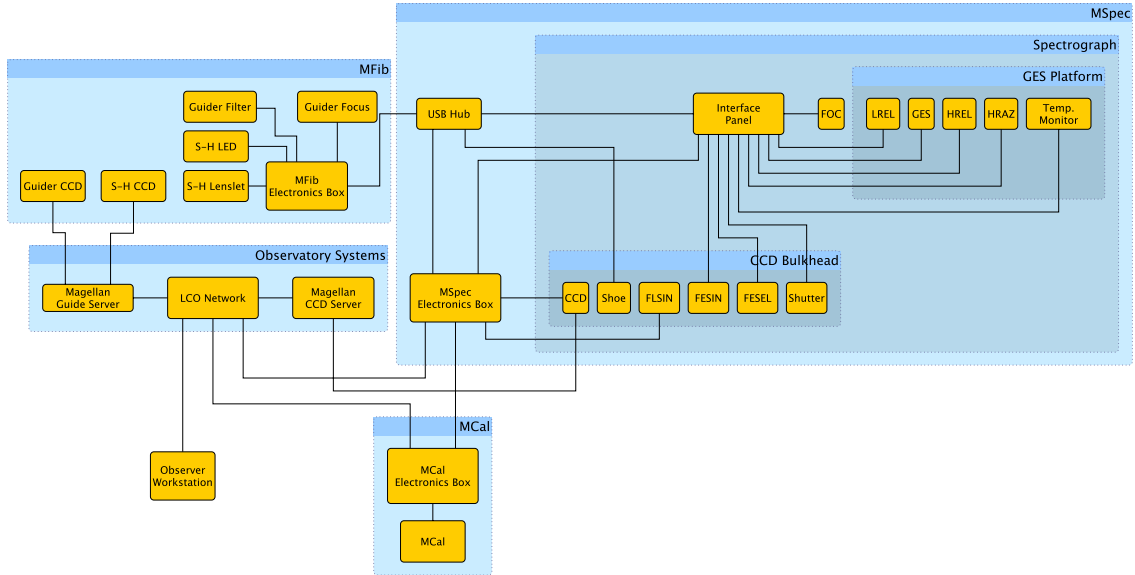 MSpec
Spectrograph
GES Platform
MFib
Guider Filter
Guider Focus
USB Hub
Interface
Panel
FOC
LREL
GES
HREL
HRAZ
Temp.
Monitor
S-H LED
Guider CCD
S-H CCD
S-H Lenslet
MFib
Electronics Box
Observatory Systems
CCD Bulkhead
Magellan
Guide Server
LCO Network
Magellan
CCD Server
MSpec
Electronics Box
CCD
Shoe
FLSIN
FESIN
FESEL
Shutter
MCal
Observer
Workstation
MCal
Electronics Box
MCal